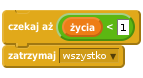 czekaj aż życia < 1
zatrzymaj wszystko